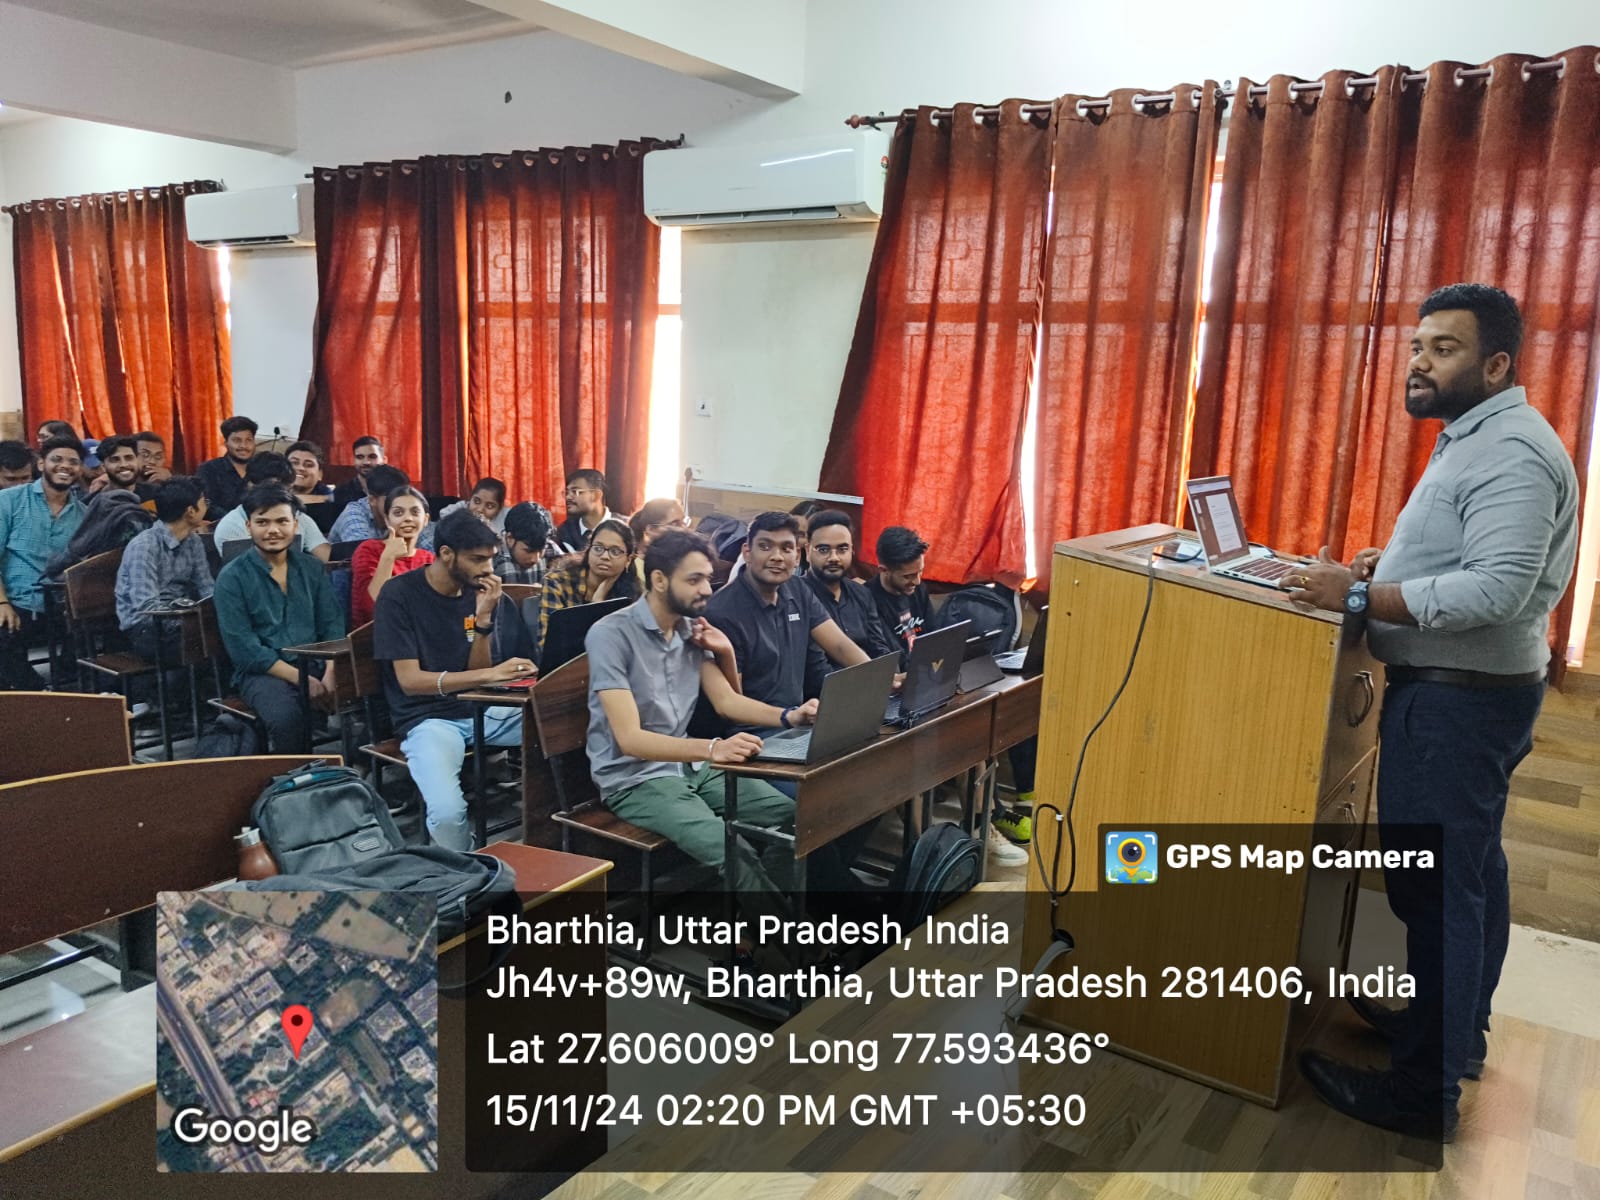 GPS Map Camera
Bharthia, Uttar Pradesh, India
Jh4v+89w, Bharthia, Uttar Pradesh 281406, India
Lat 27.606009° Long 77.593436°
15/11/24 02:20 PM GMT +05:30
Google